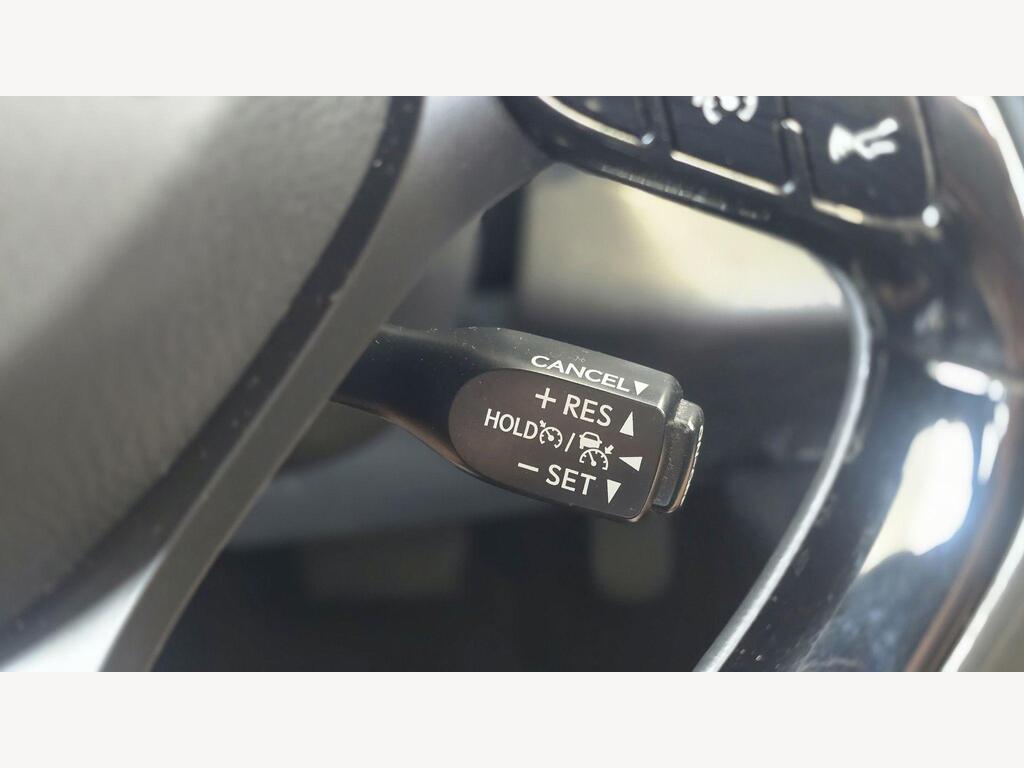 CANCEL▼
+ RES ▲
HOLD /
− SET ▼